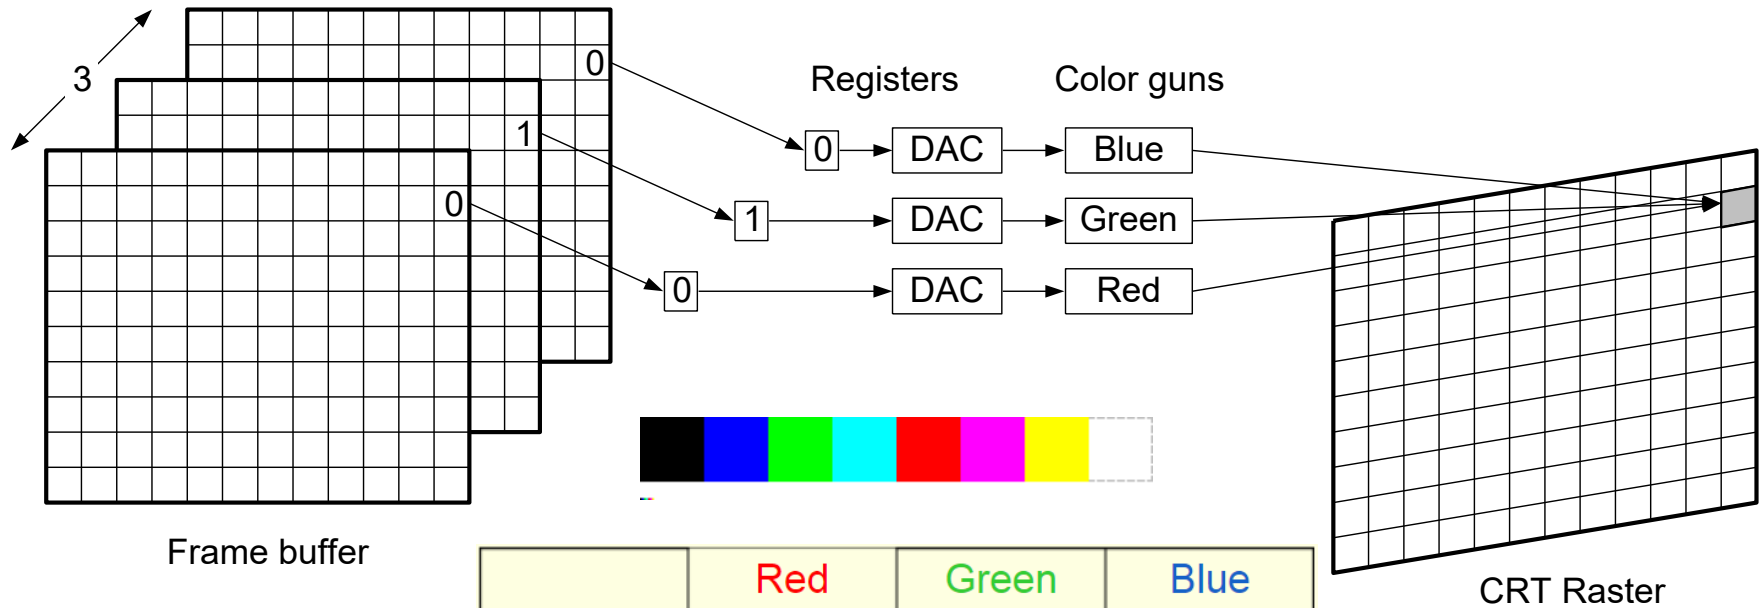 3
0
1
0
Registers
Color guns
0
DAC
Blue
1
DAC
Green
0
DAC
Red
Frame buffer
Red
Green
Blue
CRT Raster